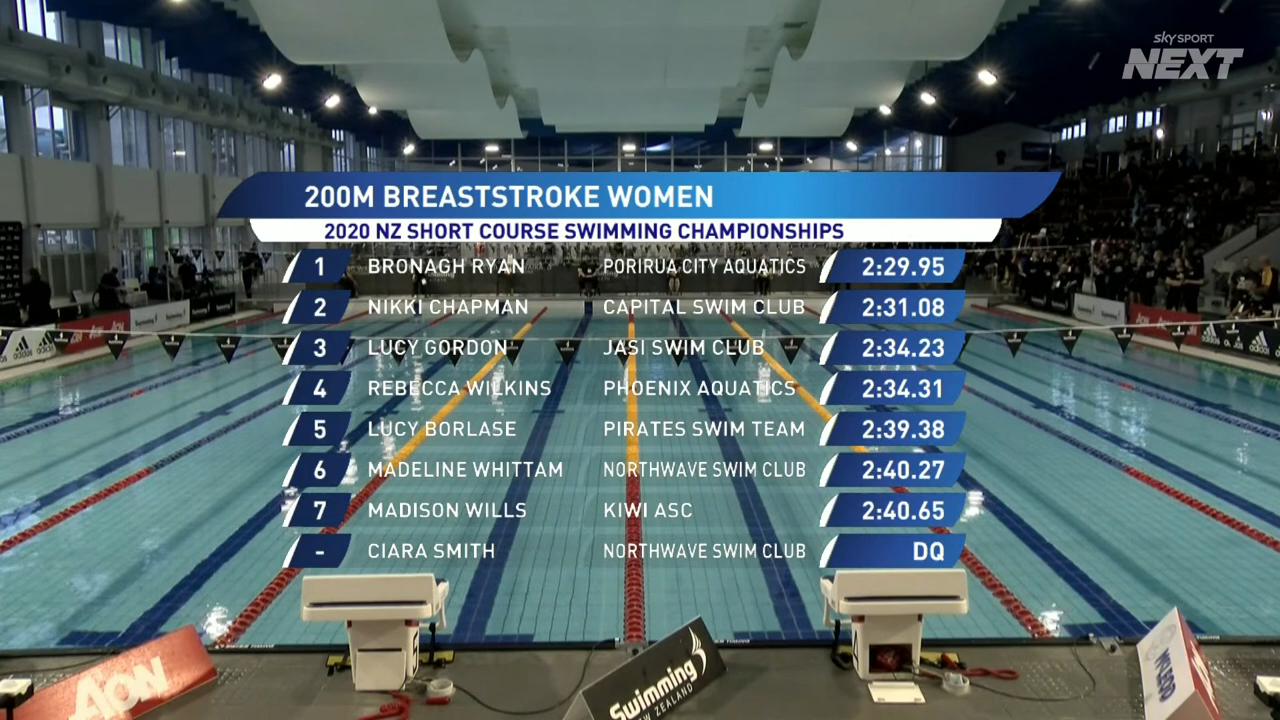 sky SPORT
NEXT
200M BREASTSTROKE WOMEN
2020 NZ SHORT COURSE SWIMMING CHAMPIONSHIPS
1 BRONAGH RYAN PORIRUA CITY AQUATICS 2:29.95
2 NIKKI CHAPMAN CAPITAL SWIM CLUB 2:31.08
3 LUCY GORDON JASI SWIM CLUB 2:34.23
4 REBECCA WILKINS PHOENIX AQUATICS 2:34.31
5 LUCY BORLASE PIRATES SWIM TEAM 2:39.38
6 MADELINE WHITTAM NORTHWAVE SWIM CLUB 2:40.27
7 MADISON WILLS KIWI ASC 2:40.65
- CIARA SMITH NORTHWAVE SWIM CLUB DQ
AON
adidas
AON
Swimming
NEW ZEALAND
MCLEOD